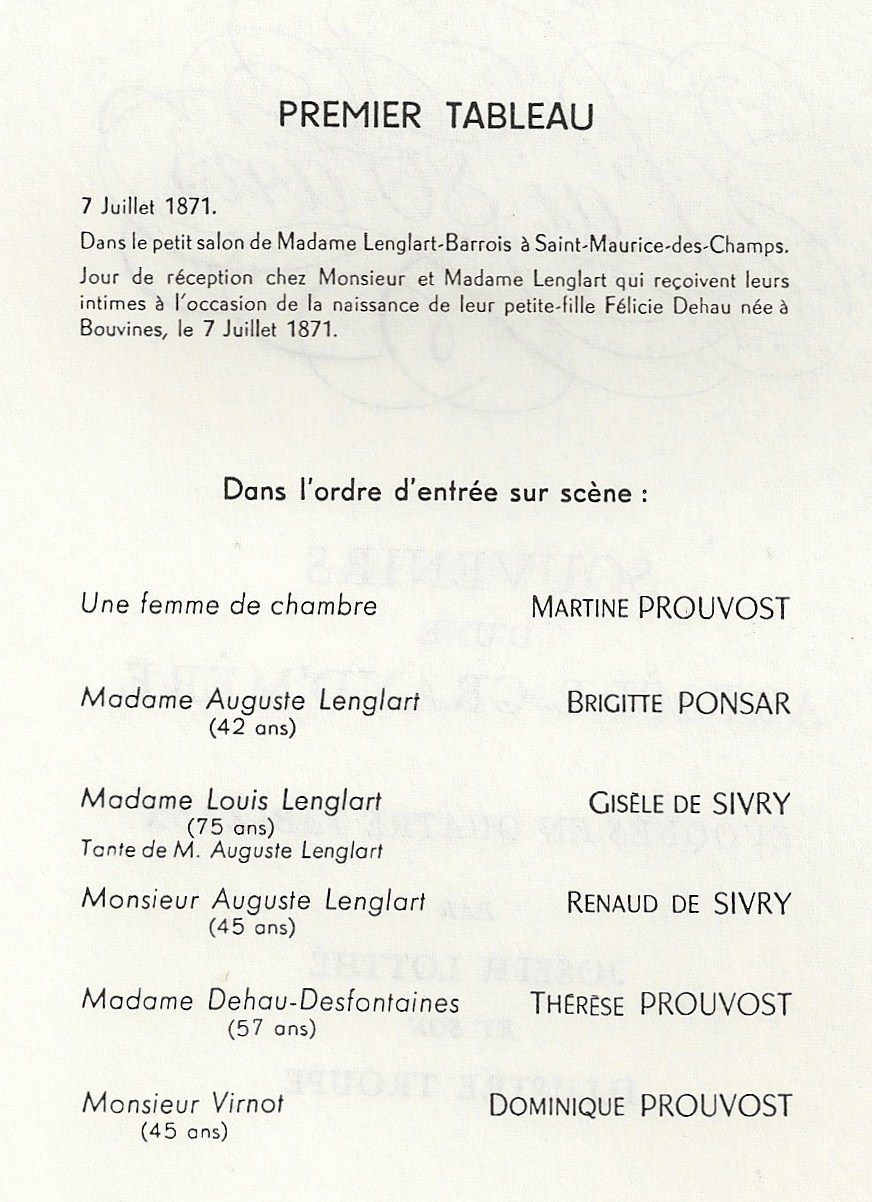 PREMIER TABLEAU
7 Juillet 1871.
Dans le petit salon de Madame Lenglart-Barrois à Saint-Maurice-des-Champs.
Jour de réception chez Monsieur et Madame Lenglart qui reçoivent leurs
intimes à l'occasion de la naissance de leur petite-fille Félicie Dehau née à
Bouvines, le 7 Juillet 1871.
Dans l'ordre d'entrée sur scène :
Une femme de chambre MARTINE PROUVOST
Madame Auguste Lenglart BRIGITTE PONSAR
(42 ans)
Madame Louis Lenglart GISÈLE DE SIVRY
(75 ans)
Tante de M. Auguste Lenglart
Monsieur Auguste Lenglart RENAUD DE SIVRY
(45 ans)
Madame Dehau-Desfontaines THÉRÈSE PROUVOST
(57 ans)
Monsieur Virnot DOMINIQUE PROUVOST
(45 ans)